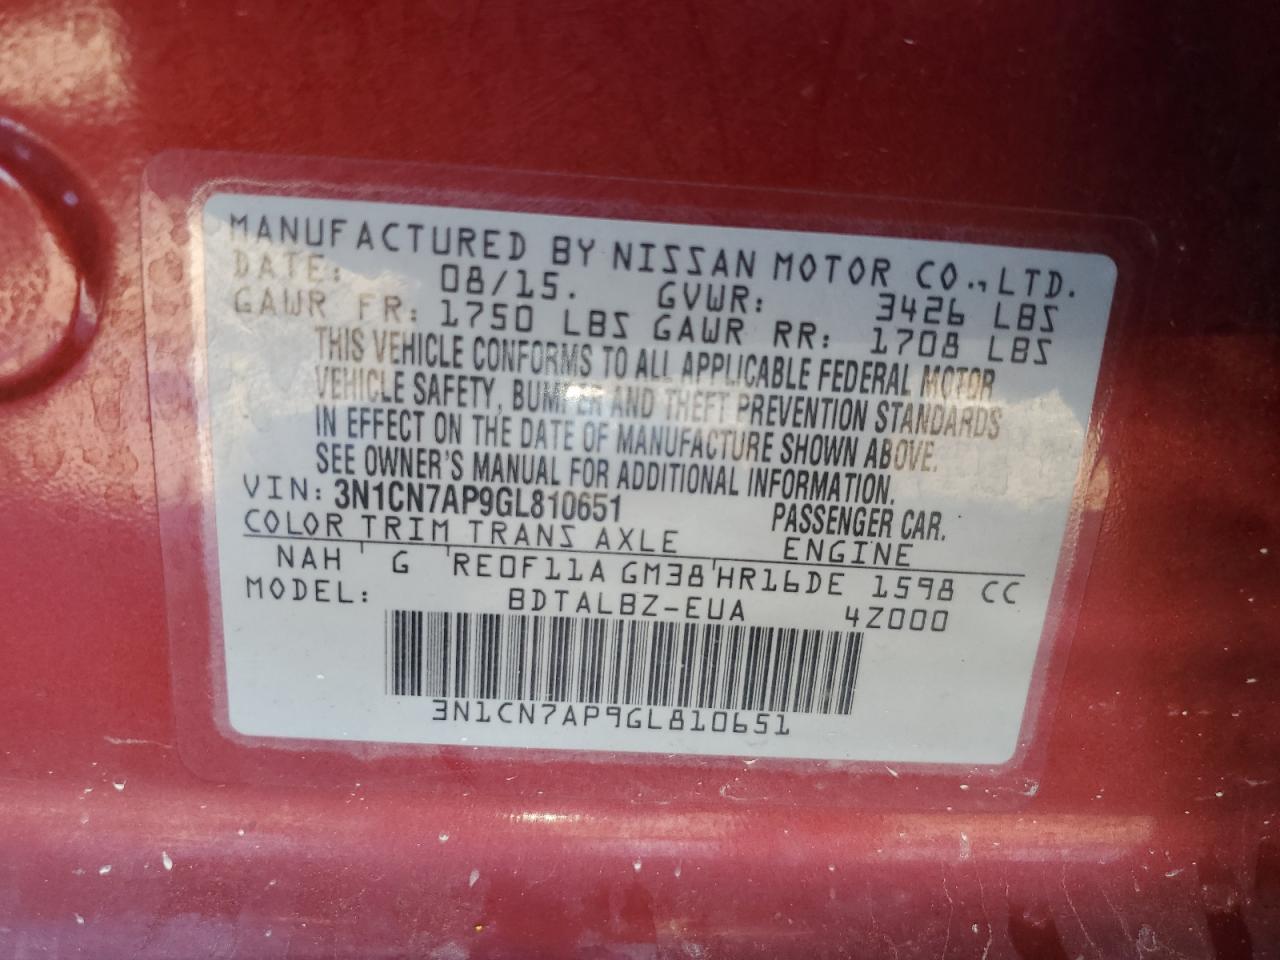 MANUFACTURED BY NISSAN MOTOR CO., LTD.
DATE: 08/15. GVWR: 3426 LBS
GAWR FR: 1750 LBS GAWR RR: 1708 LBS
THIS VEHICLE CONFORMS TO ALL APPLICABLE FEDERAL MOTOR
VEHICLE SAFETY, BUMPER AND THEFT PREVENTION STANDARDS
IN EFFECT ON THE DATE OF MANUFACTURE SHOWN ABOVE.
SEE OWNER'S MANUAL FOR ADDITIONAL INFORMATION.
VIN: 3N1CN7AP9GL810651 PASSENGER CAR.
COLOR TRIM TRANS AXLE ENGINE
NAH G RE0F11A GM38 HR16DE 1598 CC
MODEL: BDTALBZ-EUA 4Z000
3N1CN7AP9GL810651